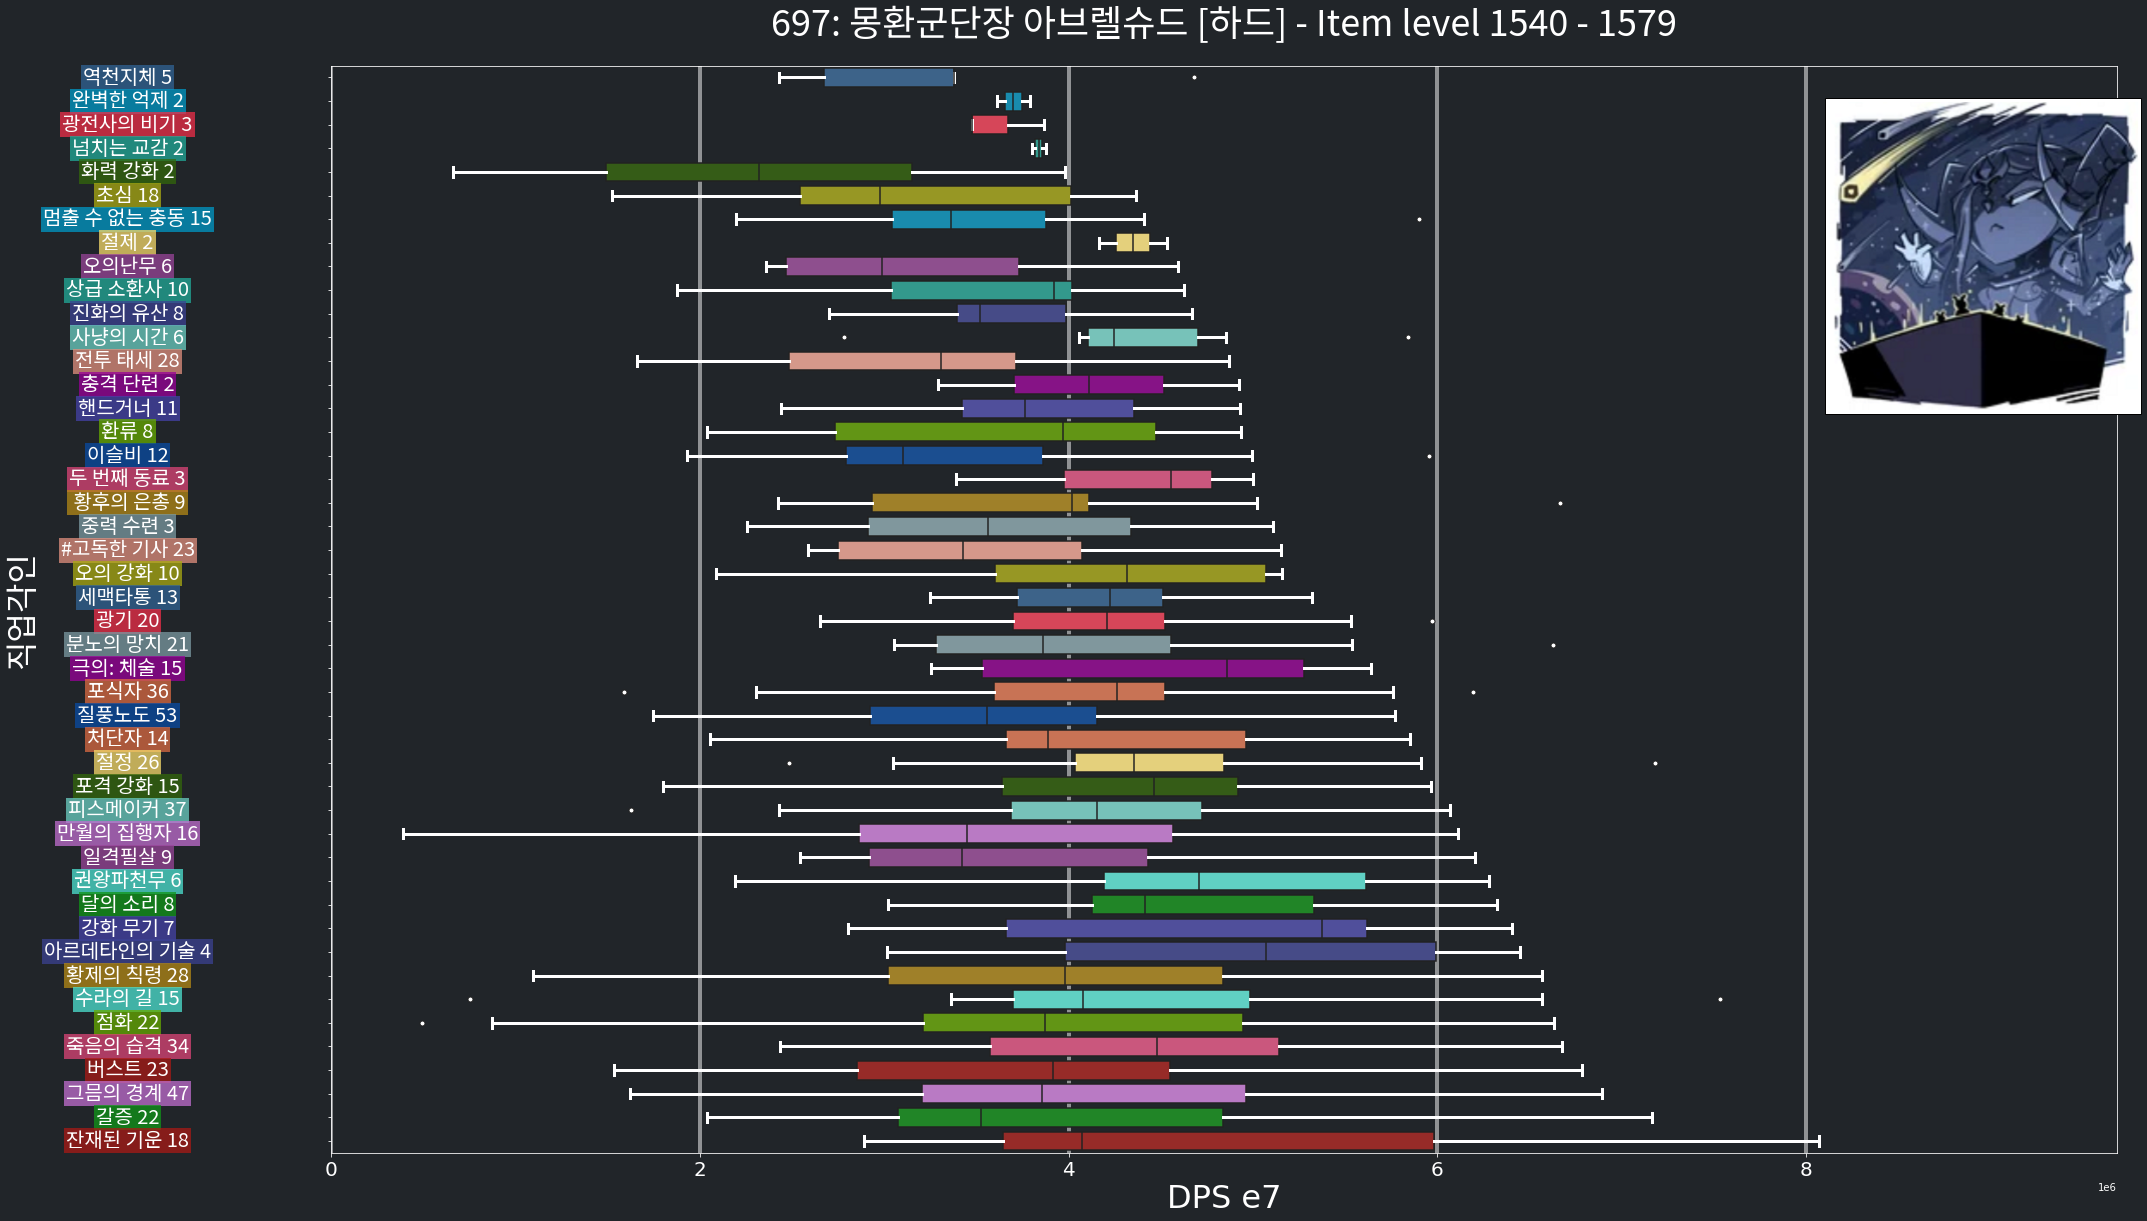 697: 몽환군단장 아브렐슈드 [하드] - Item level 1540 - 1579
직업각인
역천지체 5
완벽한 억제 2
광전사의 비기 3
넘치는 교감 2
화력 강화 2
초심 18
멈출 수 없는 충동 15
절제 2
오의난무 6
상급 소환사 10
진화의 유산 8
사냥의 시간 6
전투 태세 28
충격 단련 2
핸드거너 11
환류 8
이슬비 12
두 번째 동료 3
황후의 은총 9
중력 수련 3
#고독한 기사 23
오의 강화 10
세맥타통 13
광기 20
분노의 망치 21
극의: 체술 15
포식자 36
질풍노도 53
처단자 14
절정 26
포격 강화 15
피스메이커 37
만월의 집행자 16
일격필살 9
권왕파천무 6
달의 소리 8
강화 무기 7
아르데타인의 기술 4
황제의 칙령 28
수라의 길 15
점화 22
죽음의 습격 34
버스트 23
그믐의 경계 47
갈증 22
잔재된 기운 18
0 2 4 6 8
DPS e7
1e6